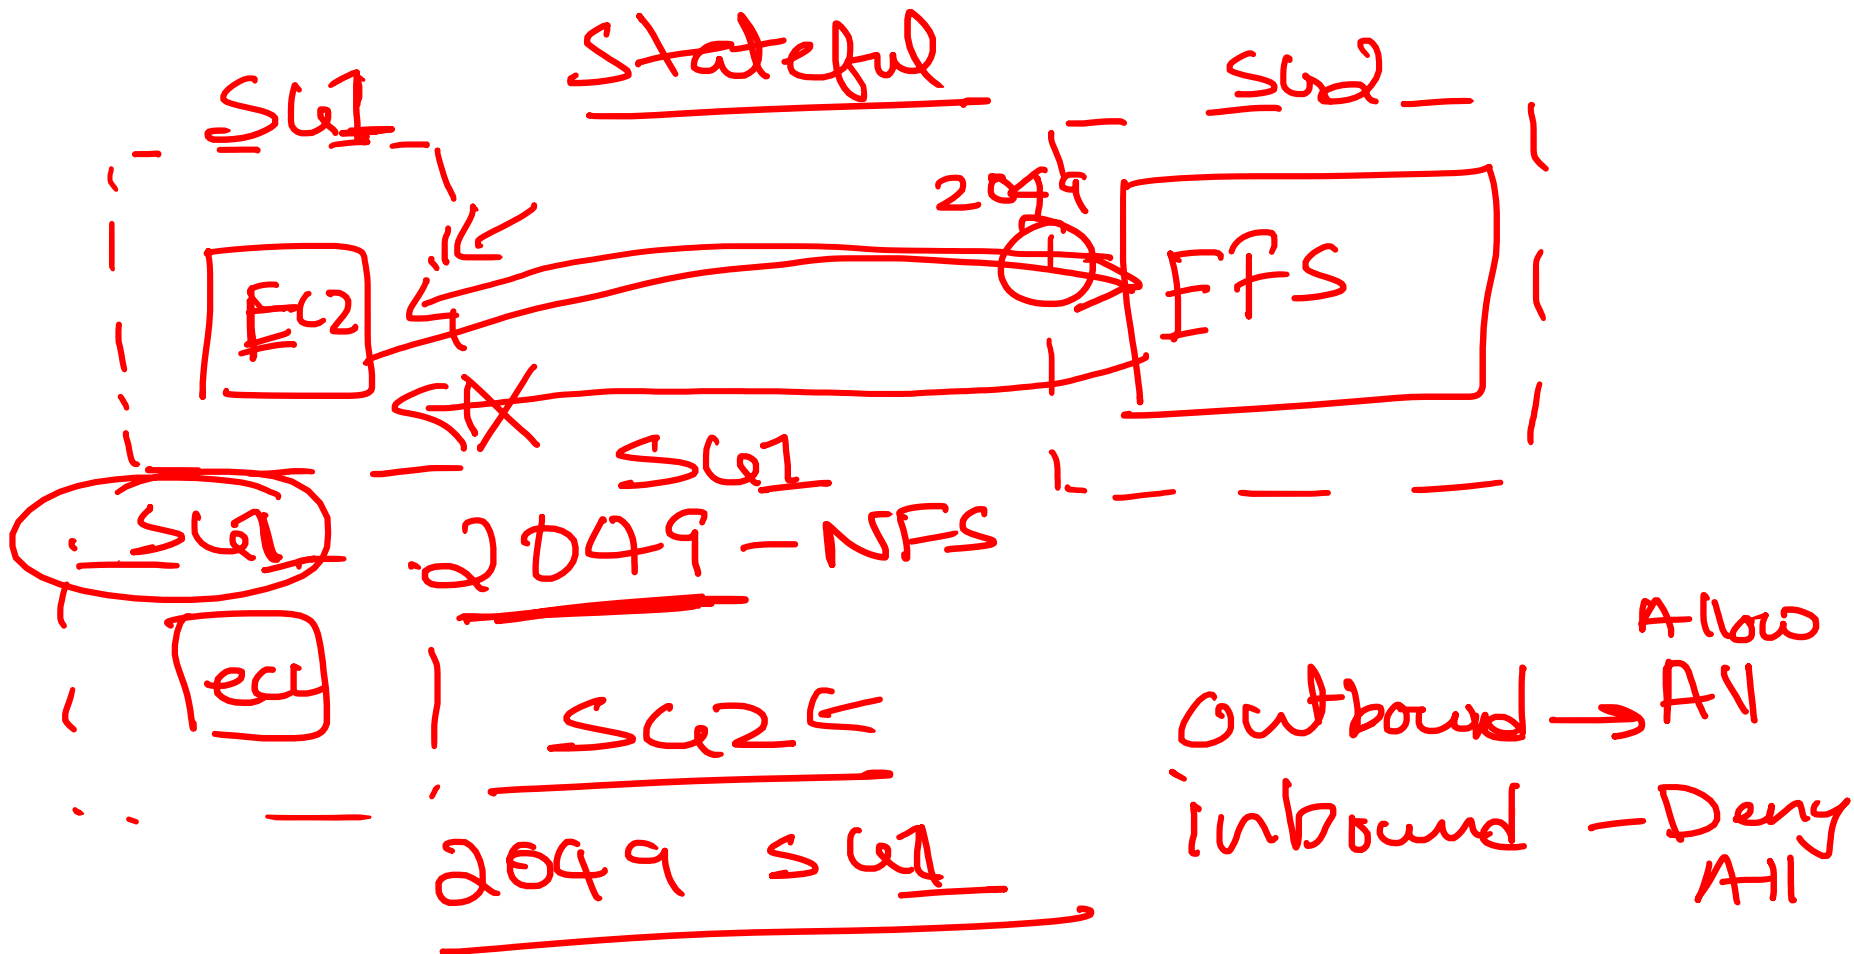 Stateful
SG1
SG2
2049
EC2
EFS
SG1
SG1
2049 - NFS
Allow
All
ec2
SG2
outbound
inbound - Deny
All
2049 SG1